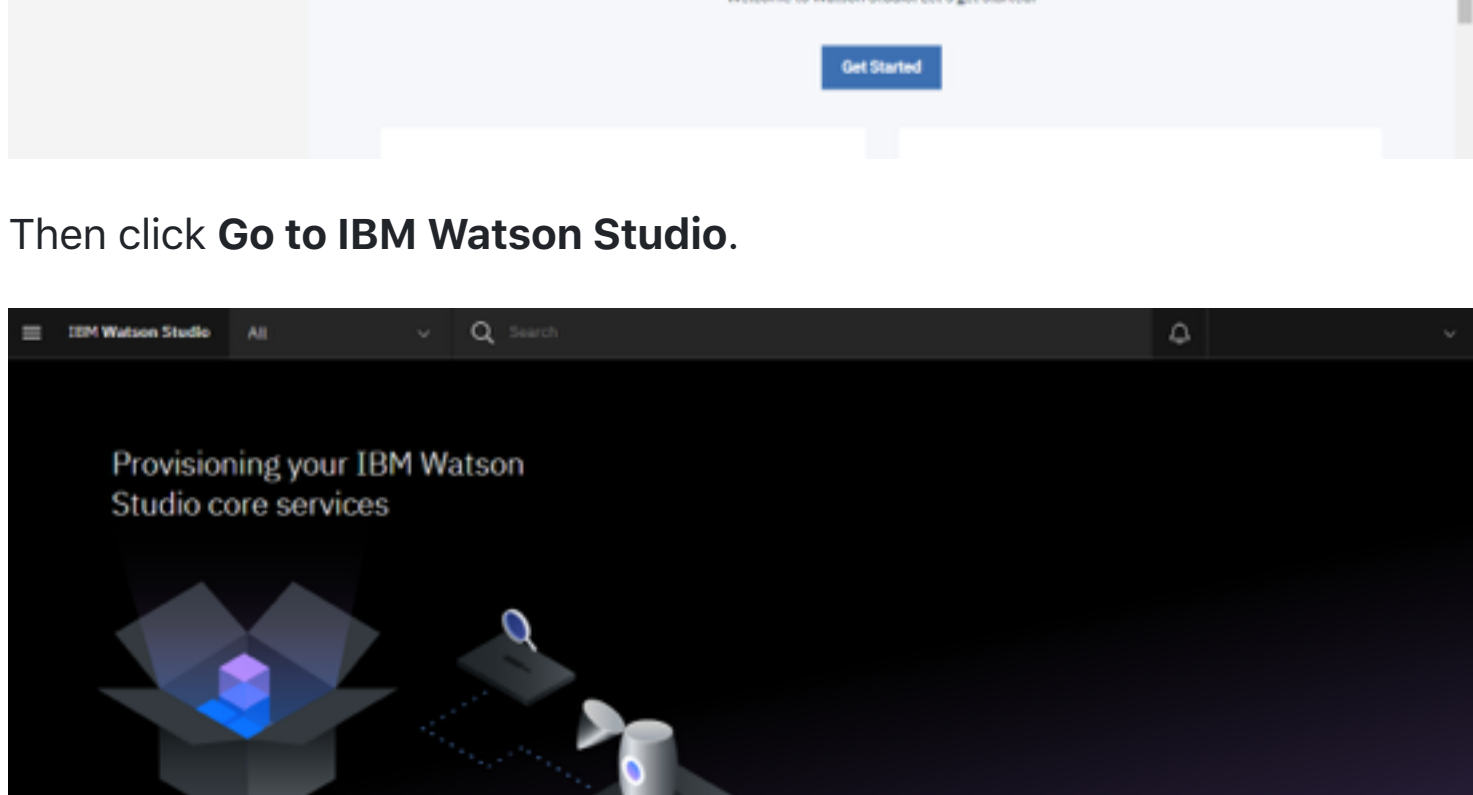 Get Started
Then click Go to IBM Watson Studio.
IBM Watson Studio All Search
Provisioning your IBM Watson
Studio core services